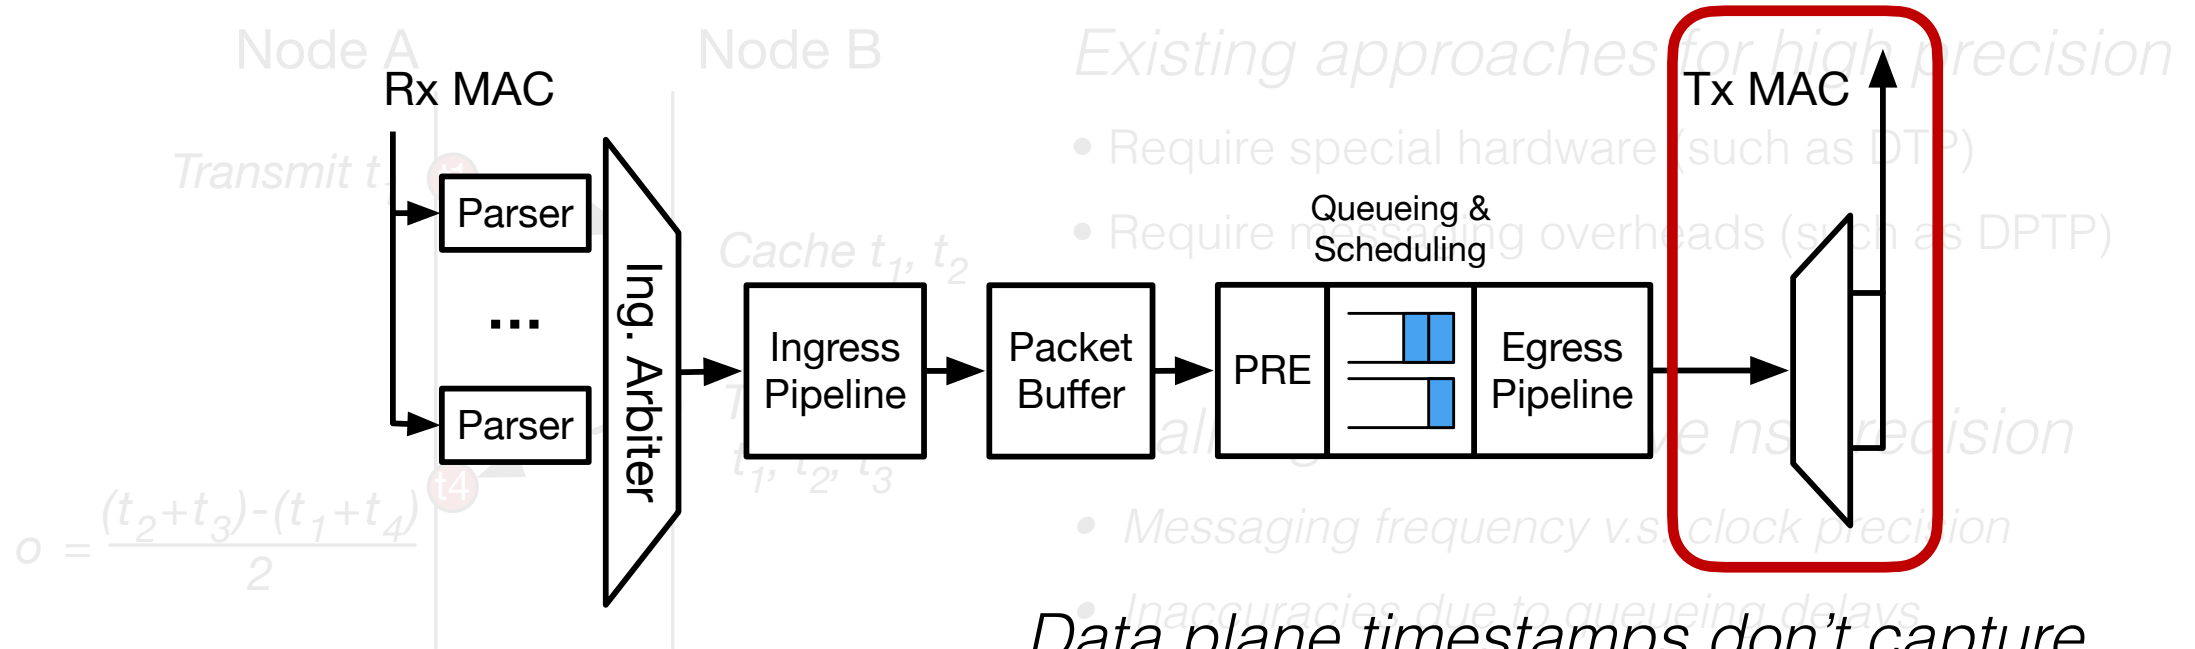 Node A
Node B
Existing approaches for high precision
Rx MAC
Tx MAC
Transmit t
• Require special hardware (such as DTP)
Parser
Queueing &
Scheduling
• Require messaging overheads (such as DPTP)
Cache t1, t2
...
Ing. Arbiter
Ingress
Pipeline
Packet
Buffer
PRE
Egress
Pipeline
Parser
t1, t2, t3
t4
precision
o = (t2+t3)-(t1+t4)
2
• Messaging frequency v.s. clock precision
• Inaccuracies due to queueing delays
Data plane timestamps don't capture